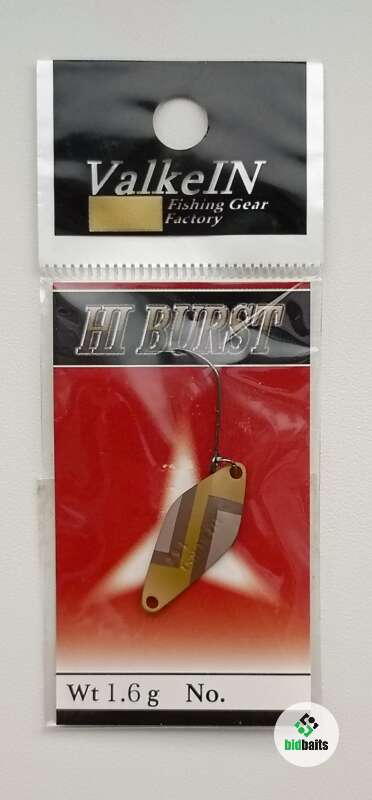 ValkeIN
Fishing Gear
Factory
HI BURST
Wt 1.6 g No.
bidbaits